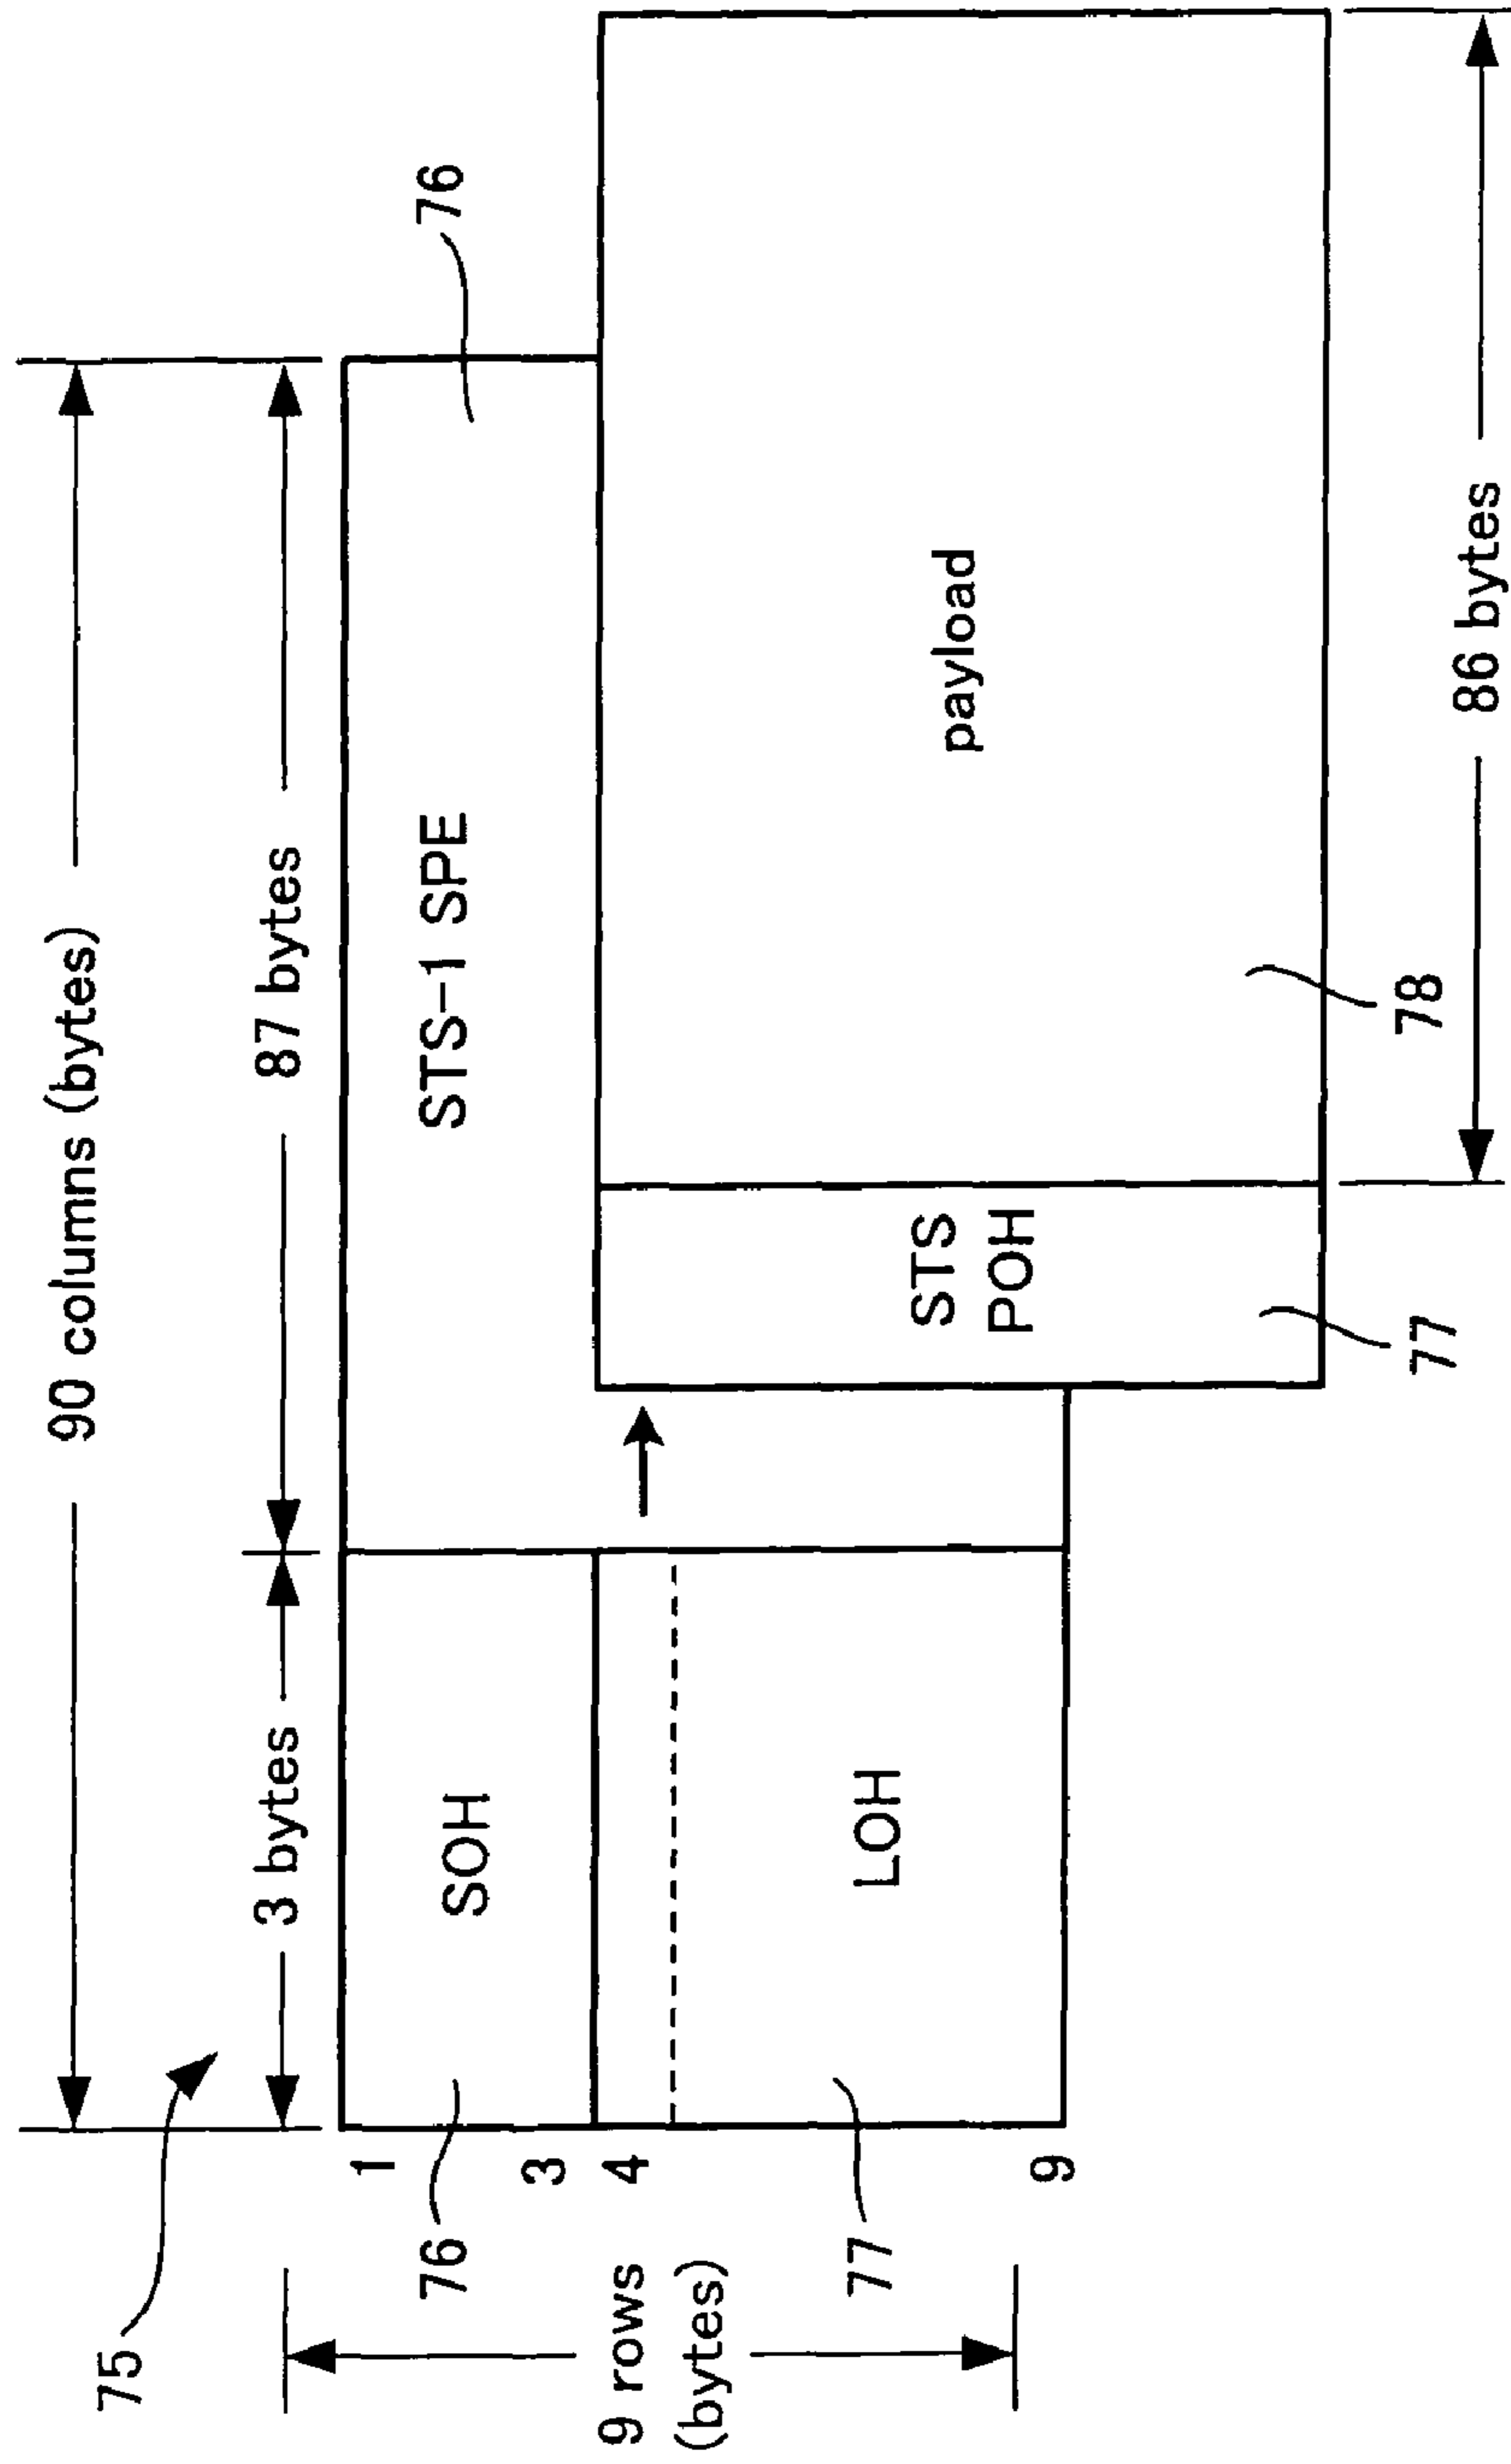 90 columns (bytes)
75
3 bytes
87 bytes
76
1
SOH
STS-1 SPE
76
3
4
9 rows
(bytes)
LOH
77
9
STS
POH
payload
77
78
86 bytes